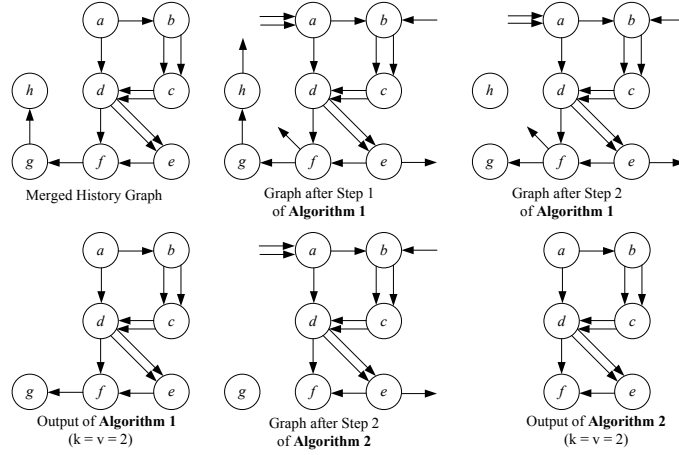 a b
h d c
g f e
Merged History Graph
a b
h d c
g f e
Graph after Step 1
of Algorithm 1
a b
h d c
g f e
Graph after Step 2
of Algorithm 1
a b
d c
g f e
Output of Algorithm 1
(k = v = 2)
a b
d c
g f e
Graph after Step 2
of Algorithm 2
a b
d c
f e
Output of Algorithm 2
(k = v = 2)